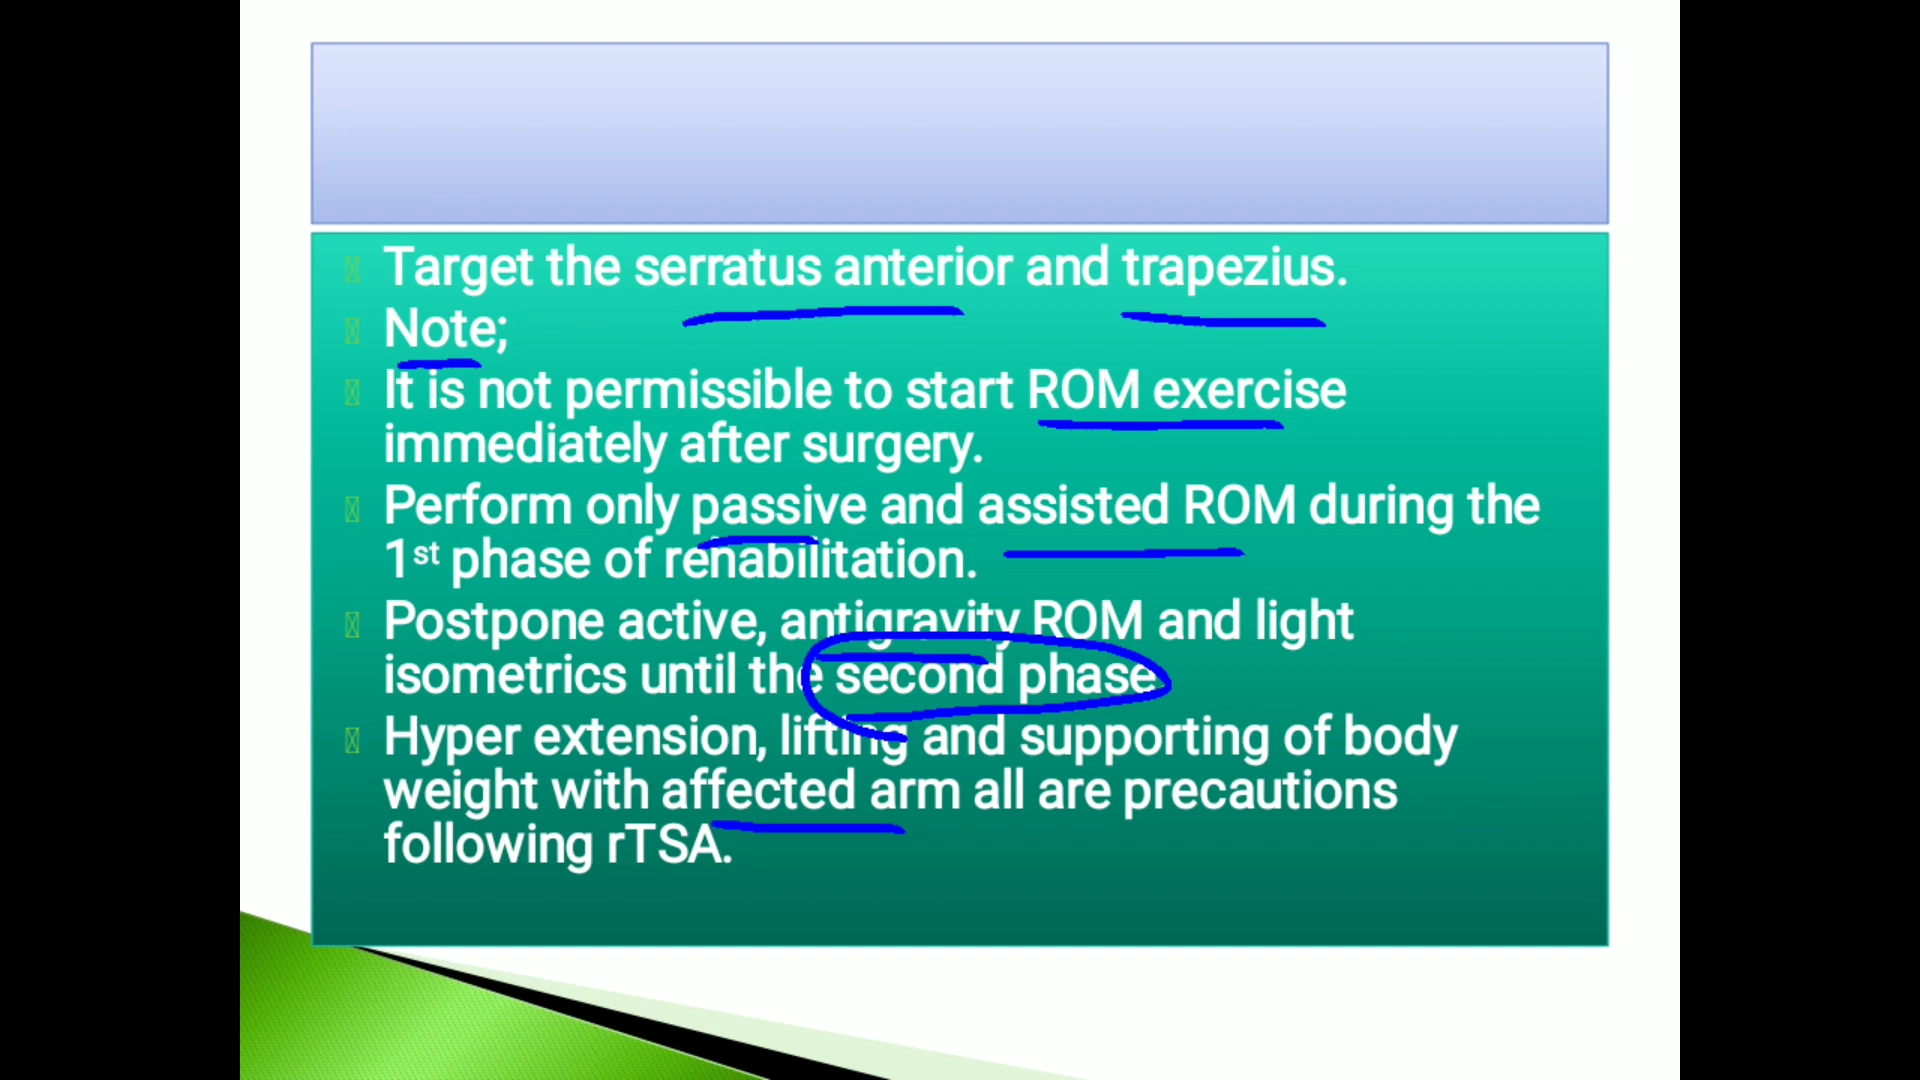 Target the serratus anterior and trapezius.
Note;
It is not permissible to start ROM exercise
immediately after surgery.
Perform only passive and assisted ROM during the
1st phase of rehabilitation.
Postpone active, antigravity ROM and light
isometrics until the second phase.
Hyper extension, lifting and supporting of body
weight with affected arm all are precautions
following rTSA.